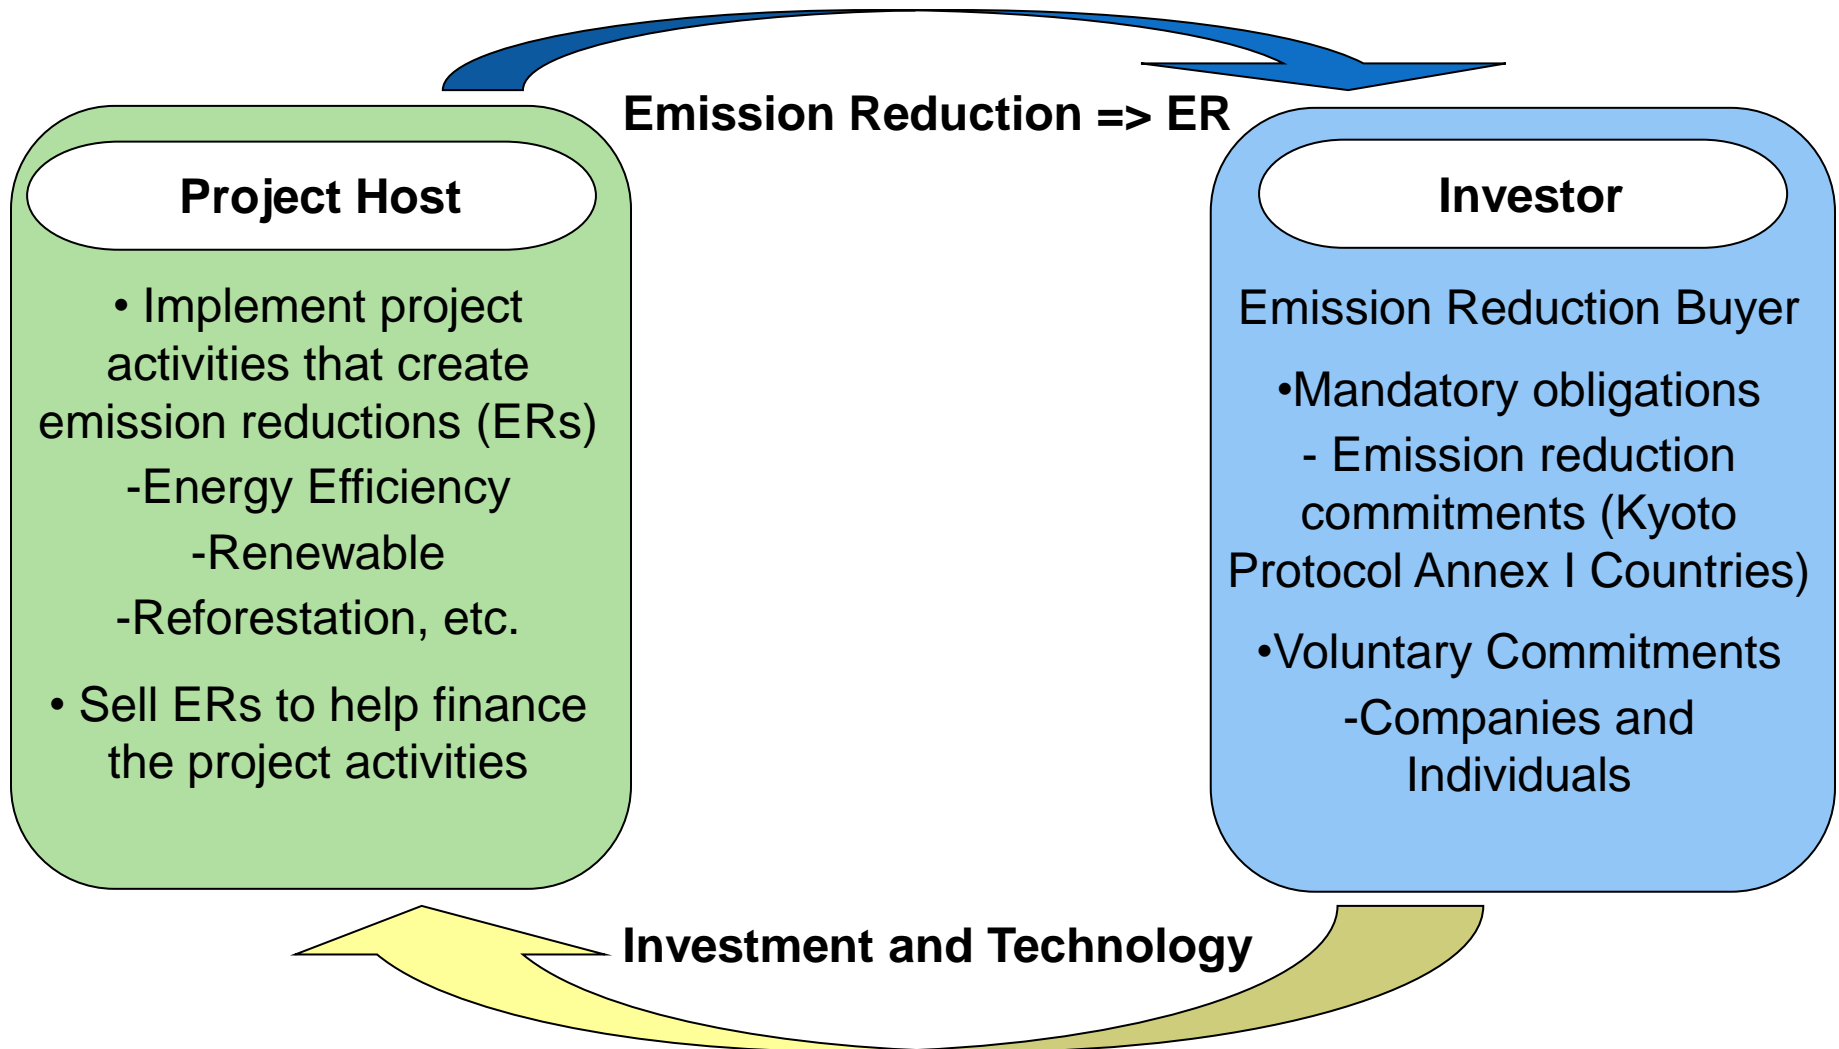 Emission Reduction => ER
Project Host
• Implement project
activities that create
emission reductions (ERs)
-Energy Efficiency
-Renewable
-Reforestation, etc.
• Sell ERs to help finance
the project activities
Investor
Emission Reduction Buyer
•Mandatory obligations
- Emission reduction
commitments (Kyoto
Protocol Annex I Countries)
•Voluntary Commitments
-Companies and
Individuals
Investment and Technology